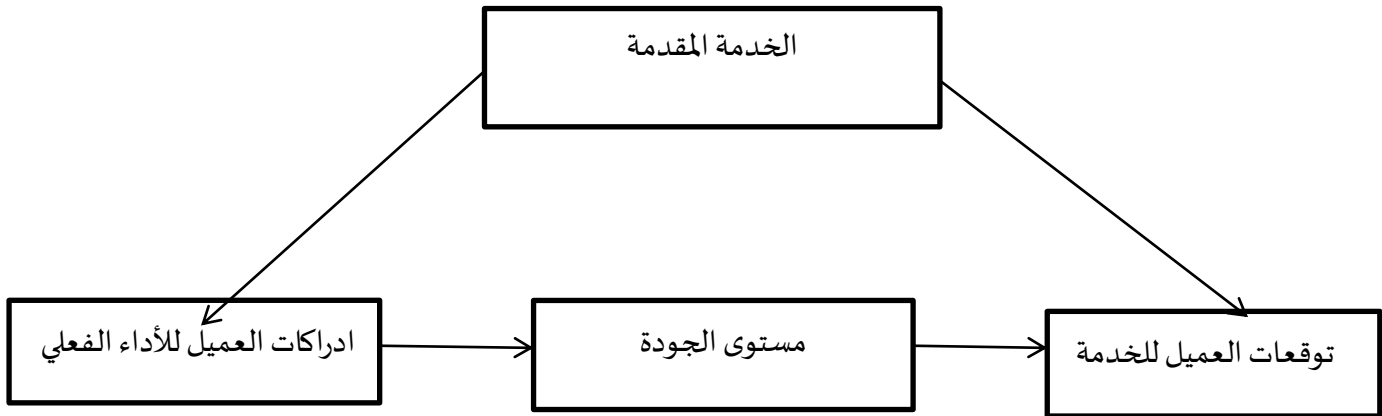 الخدمة المقدمة
توقعات العميل للخدمة
مستوى الجودة
ادراكات العميل للأداء الفعلي